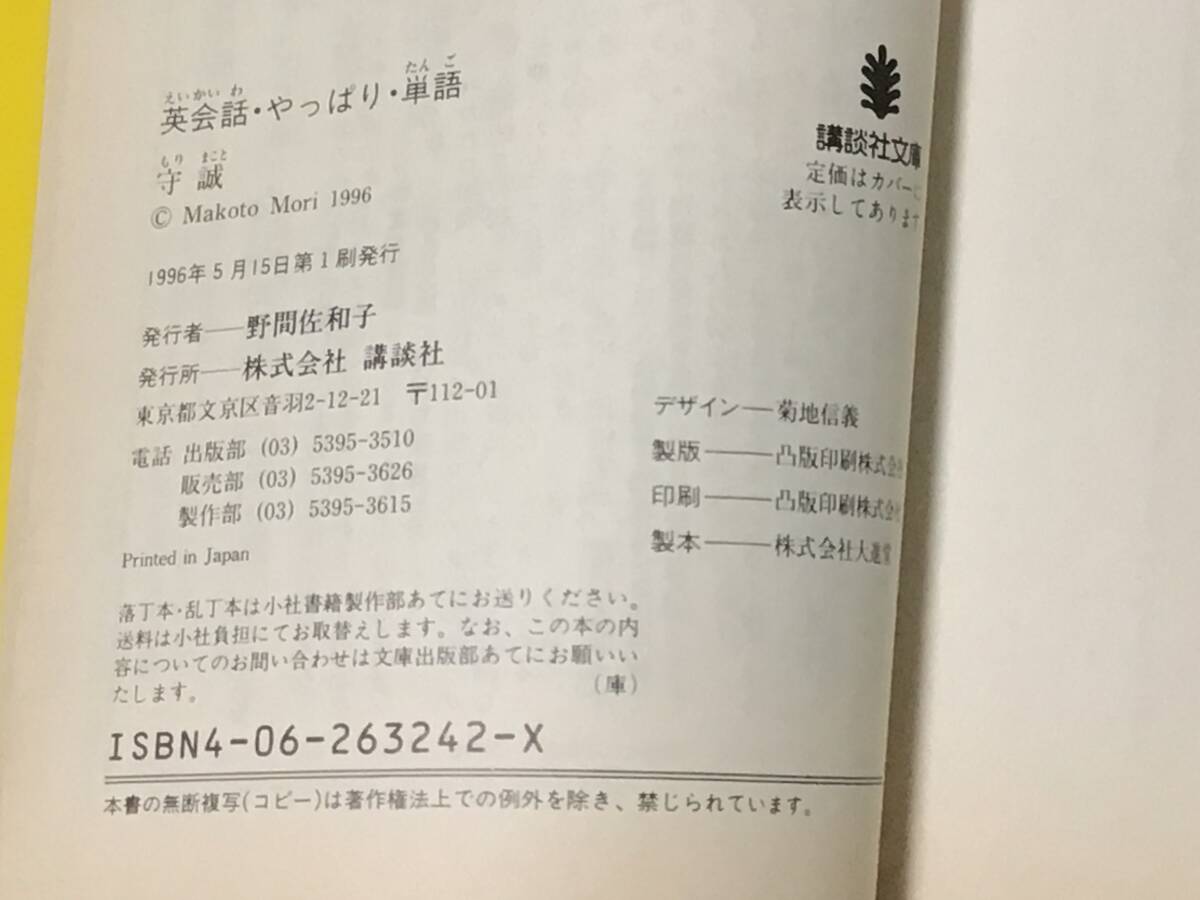 えいかいわ たんご
英会話・やっぱり・単語
もり まこと
守 誠
© Makoto Mori 1996
1996年5月15日第1刷発行
発行者——野間佐和子
発行所——株式会社 講談社
東京都文京区音羽2-12-21 〒112-01
電話 出版部 (03) 5395-3510
販売部 (03) 5395-3626
製作部 (03) 5395-3615
Printed in Japan
講談社文庫
定価はカバーに
表示してあります
デザイン——菊地信義
製版——凸版印刷株式会
印刷——凸版印刷株式会
製本——株式会社大進堂
落丁本・乱丁本は小社書籍製作部あてにお送りください。
送料は小社負担にてお取替えします。なお、この本の内
容についてのお問い合わせは文庫出版部あてにお願いい
たします。 (庫)
ISBN4-06-263242-X
本書の無断複写(コピー)は著作権法上での例外を除き、禁じられています。